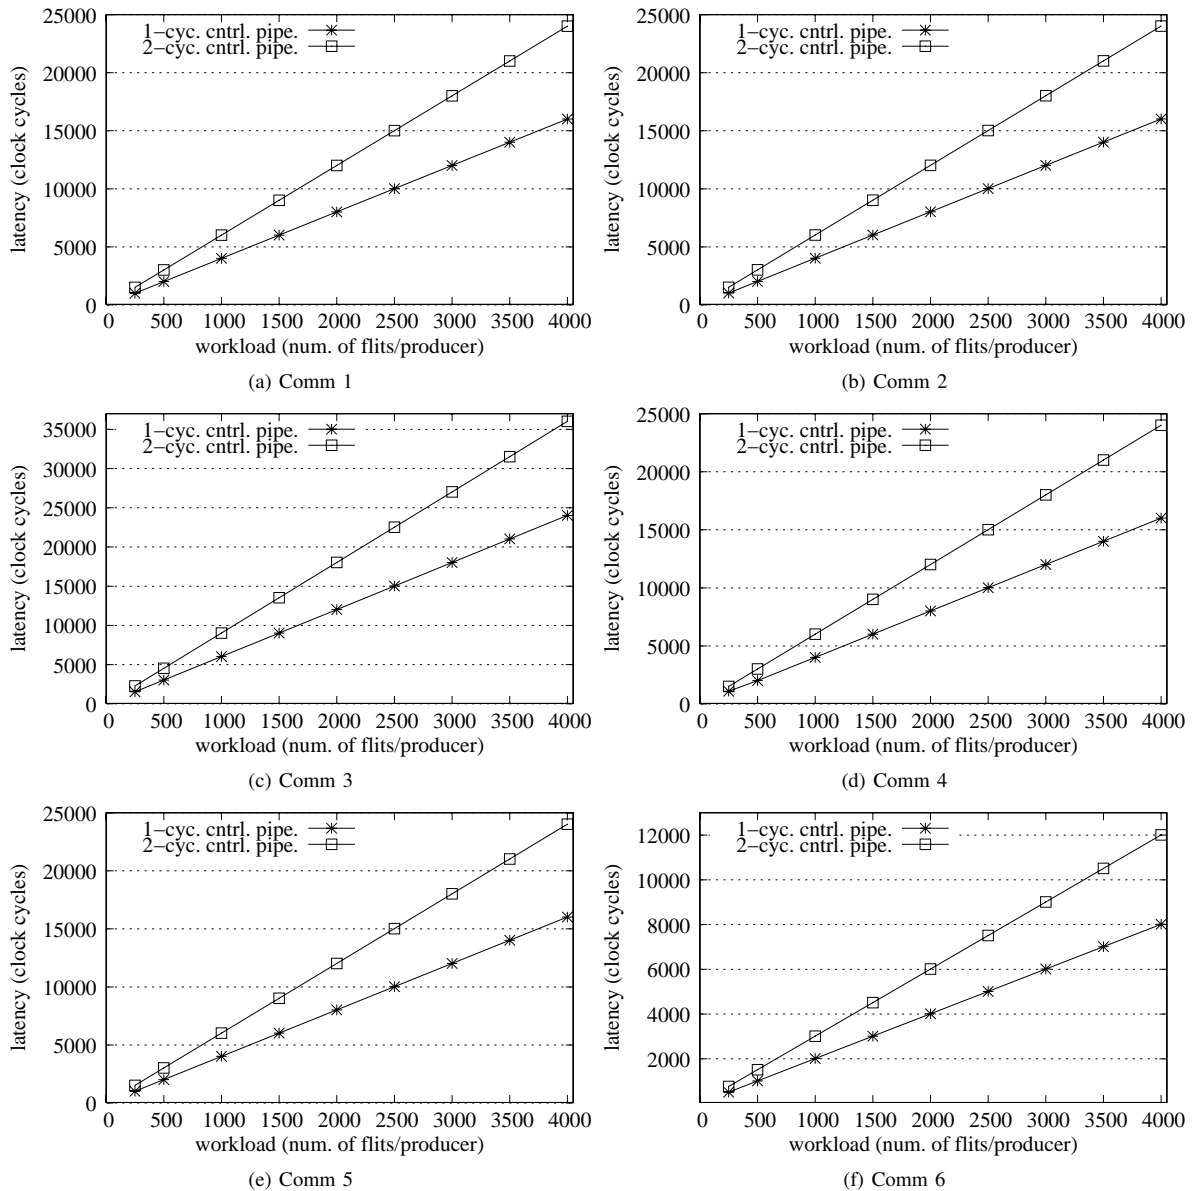 25000
20000
15000
10000
5000
0
latency (clock cycles)
1−cyc. cntrl. pipe.
2−cyc. cntrl. pipe.
0 500 1000 1500 2000 2500 3000 3500 4000
workload (num. of flits/producer)
(a) Comm 1
25000
20000
15000
10000
5000
0
latency (clock cycles)
1−cyc. cntrl. pipe.
2−cyc. cntrl. pipe.
0 500 1000 1500 2000 2500 3000 3500 4000
workload (num. of flits/producer)
(b) Comm 2
35000
30000
25000
20000
15000
10000
5000
0
latency (clock cycles)
1−cyc. cntrl. pipe.
2−cyc. cntrl. pipe.
0 500 1000 1500 2000 2500 3000 3500 4000
workload (num. of flits/producer)
(c) Comm 3
25000
20000
15000
10000
5000
0
latency (clock cycles)
1−cyc. cntrl. pipe.
2−cyc. cntrl. pipe.
0 500 1000 1500 2000 2500 3000 3500 4000
workload (num. of flits/producer)
(d) Comm 4
25000
20000
15000
10000
5000
0
latency (clock cycles)
1−cyc. cntrl. pipe.
2−cyc. cntrl. pipe.
0 500 1000 1500 2000 2500 3000 3500 4000
workload (num. of flits/producer)
(e) Comm 5
12000
10000
8000
6000
4000
2000
latency (clock cycles)
1−cyc. cntrl. pipe.
2−cyc. cntrl. pipe.
0 500 1000 1500 2000 2500 3000 3500 4000
workload (num. of flits/producer)
(f) Comm 6